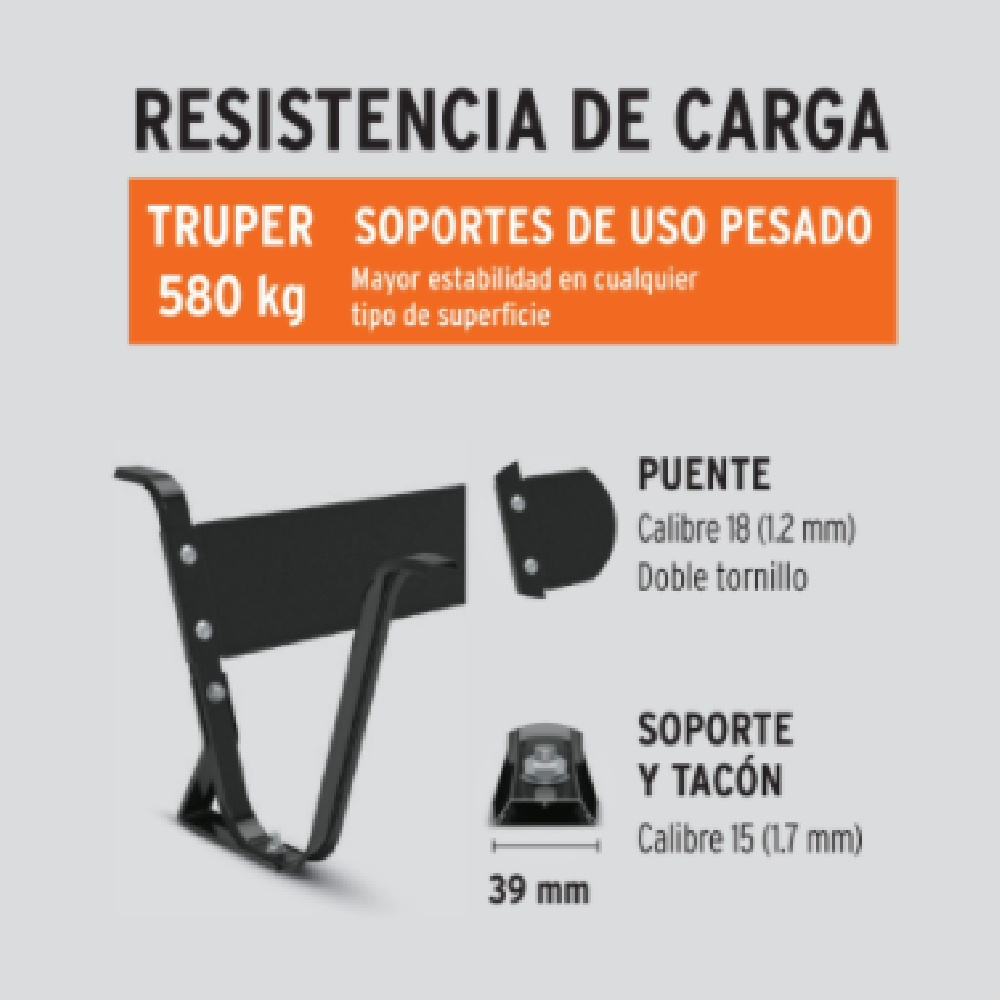 RESISTENCIA DE CARGA
TRUPER
580 kg
SOPORTES DE USO PESADO
Mayor estabilidad en cualquier
tipo de superficie
PUENTE
Calibre 18 (1.2 mm)
Doble tornillo
SOPORTE
Y TACÓN
Calibre 15 (1.7 mm)
39 mm